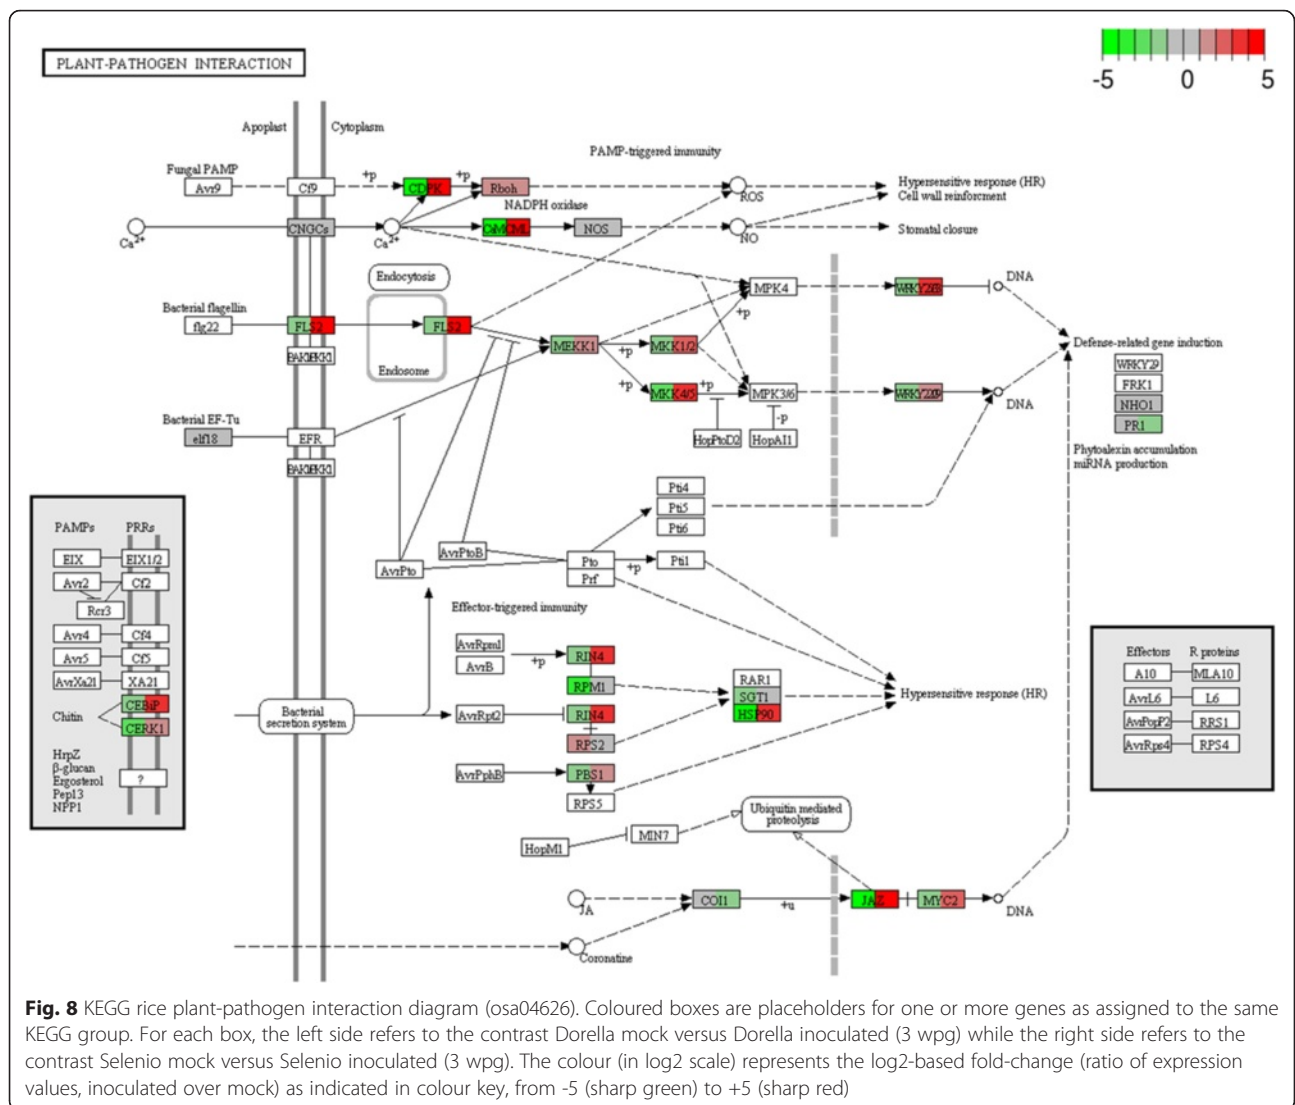 PLANT-PATHOGEN INTERACTION
-5 0 5
Apoplast Cytoplasm
PAMP-triggered immunity
Fungal PAMP
Avr9 Cf9 +p CDPK +p Rboh ROS
Hypersensitive response (HR)
Cell wall reinforcment
NADPH oxidase
Ca2+ CNGCs Ca2+ NOS NO Stomatal closure
Endocytosis
MPK4 DNA
Bacterial flagellin
flg22 FLS2 FLS2
+p
MEKK1 +p MKK1/2
Defense-related gene induction
WRKY29
FRK1
NHO1
PR1
Endosome
+p MKK4/5 +p MPK3/6 DNA
-p
Bacterial EF-Tu
elf18 EFR
HopPtoD2 HopAI1
Phytoalexin accumulation
miRNA production
Pti4
Pti5
Pti6
PAMPs PRRs
EIX EIX1/2
Avr2 Cf2
Rcr3
Avr4 Cf4
Avr5 Cf5
AvrXa21 XA21
CEBiP
Chitin
CERK1
HrpZ
β-glucan
Ergosterol
Pep13
NPP1
?
AvrPtoB
AvrPto Pto +p Pti1
Prf
Effector-triggered immunity
AvrRpm1
AvrB
+p RIN4
RPM1
RAR1
SGT1
HSP90
Hypersensitive response (HR)
Bacterial
secretion system
AvrRpt2 RIN4
RPS2
AvrPphB PBS1
RPS5
Effectors R proteins
A10 MLA10
AvrL6 L6
AvrPopP2 RRS1
AvrRps4 RPS4
Ubiquitin mediated
proteolysis
HopM1 MIN7
JA COI1 +u JAZ MYC2 DNA
Coronatine
Fig. 8 KEGG rice plant-pathogen interaction diagram (osa04626). Coloured boxes are placeholders for one or more genes as assigned to the same
KEGG group. For each box, the left side refers to the contrast Dorella mock versus Dorella inoculated (3 wpg) while the right side refers to the
contrast Selenio mock versus Selenio inoculated (3 wpg). The colour (in log2 scale) represents the log2-based fold-change (ratio of expression
values, inoculated over mock) as indicated in colour key, from -5 (sharp green) to +5 (sharp red)